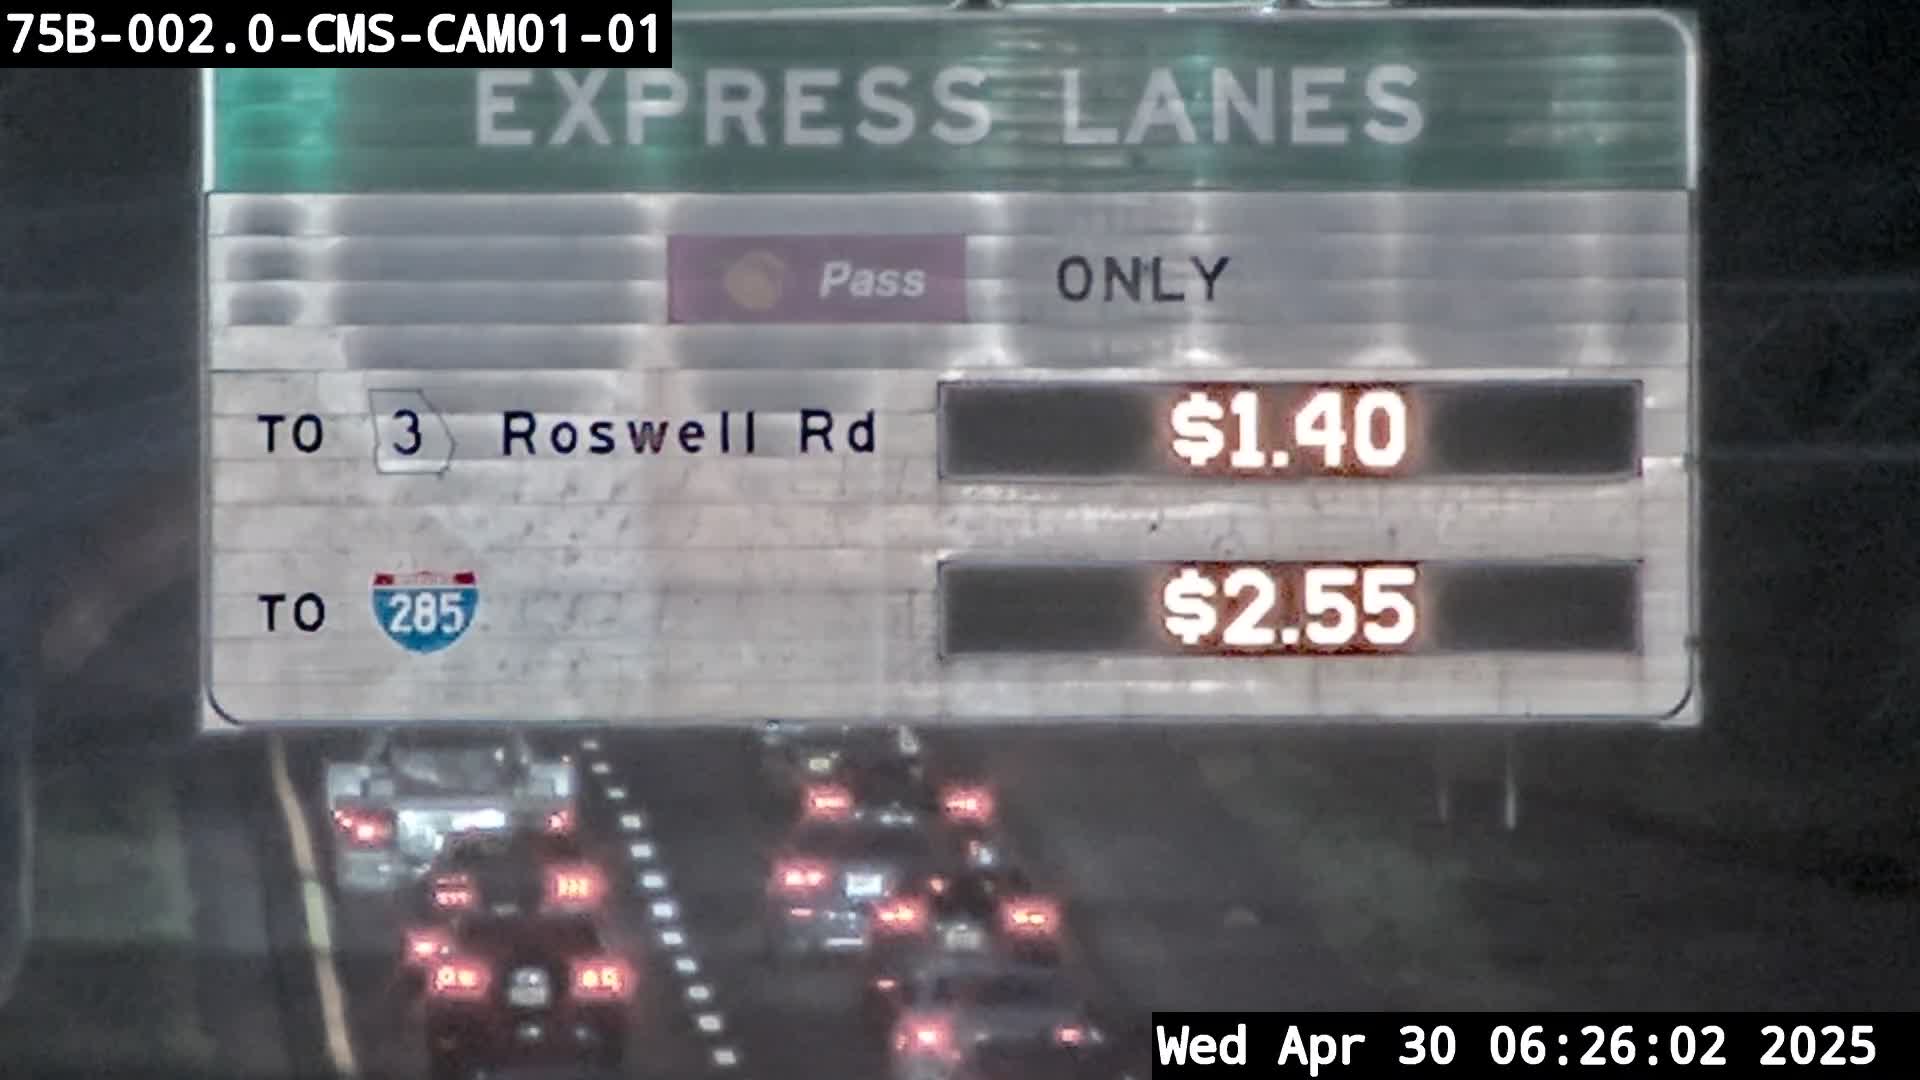 75B-002.0-CMS-CAM01-01
EXPRESS LANES
Pass ONLY
TO 3 Roswell Rd $1.40
TO 285 $2.55
Wed Apr 30 06:26:02 2025